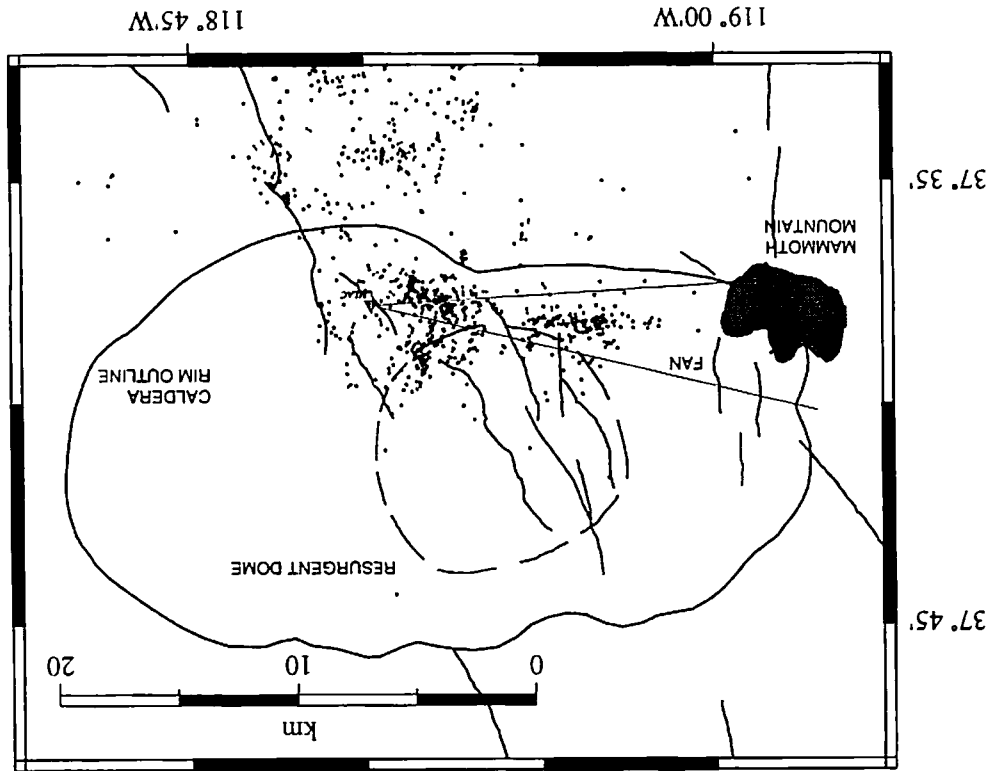 km
0 10 20
37° 45'
RESURGENT DOME
CALDERA
RIM OUTLINE
FAN
MAMMOTH
MOUNTAIN
37° 35'
119° 00'W 118° 45'W